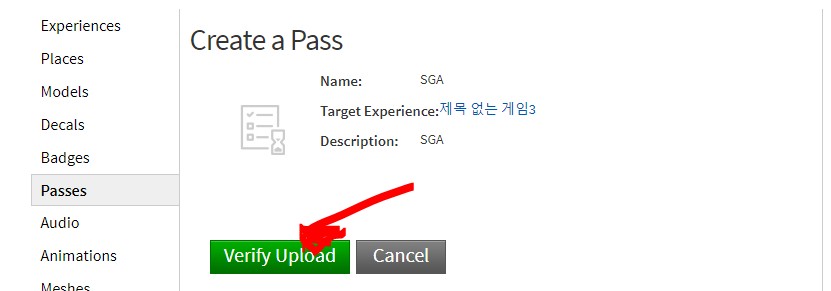 Experiences
Places
Models
Decals
Badges
Passes
Audio
Animations
Meshes
Create a Pass
Name: SGA
Target Experience:제목 없는 게임3
Description: SGA
Verify Upload
Cancel